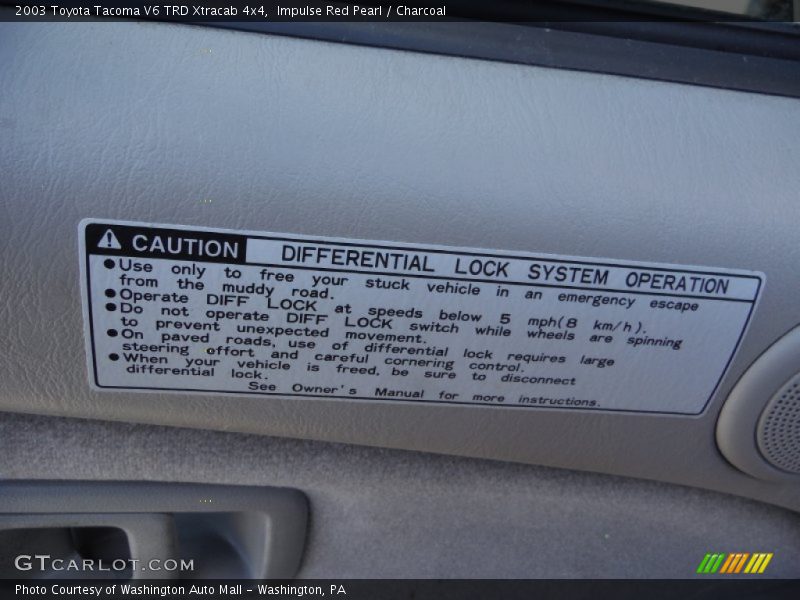 2003 Toyota Tacoma V6 TRD Xtracab 4x4, Impulse Red Pearl / Charcoal
CAUTION DIFFERENTIAL LOCK SYSTEM OPERATION
●Use only to free your stuck vehicle in an emergency escape
from the muddy road.
●Operate DIFF LOCK at speeds below 5 mph(8 km/h).
●Do not operate DIFF LOCK switch while wheels are spinning
to prevent unexpected movement.
●On paved roads, use of differential lock requires large
steering effort and careful cornering control.
●When your vehicle is freed, be sure to disconnect
differential lock.
See Owner's Manual for more instructions.
GTCARLOT.COM
Photo Courtesy of Washington Auto Mall - Washington, PA